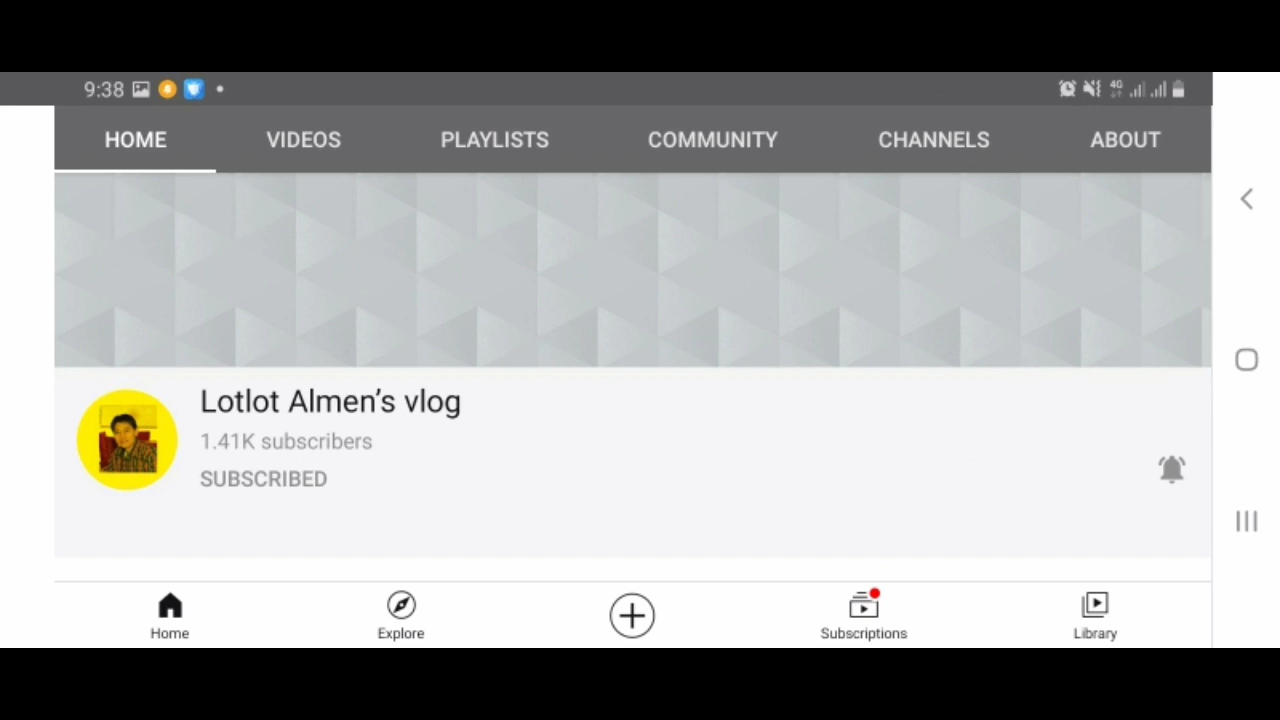 9:38 4G
HOME VIDEOS PLAYLISTS COMMUNITY CHANNELS ABOUT
Lotlot Almen’s vlog
1.41K subscribers
SUBSCRIBED
Home Explore Subscriptions Library